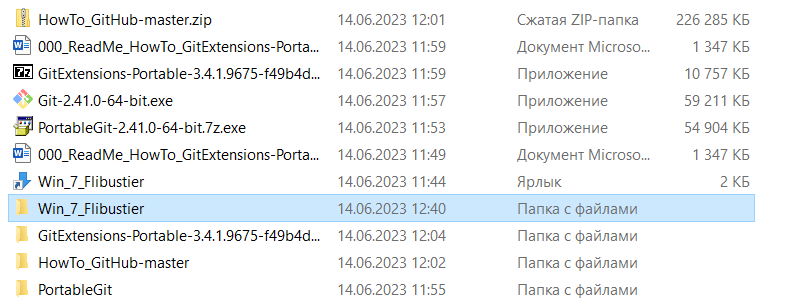 HowTo_GitHub-master.zip 14.06.2023 12:01 Сжатая ZIP-папка 226 285 КБ
000_ReadMe_HowTo_GitExtensions-Porta... 14.06.2023 11:59 Документ Microso... 1 347 КБ
GitExtensions-Portable-3.4.1.9675-f49b4d... 14.06.2023 11:59 Приложение 10 757 КБ
Git-2.41.0-64-bit.exe 14.06.2023 11:57 Приложение 59 211 КБ
PortableGit-2.41.0-64-bit.7z.exe 14.06.2023 11:53 Приложение 54 904 КБ
000_ReadMe_HowTo_GitExtensions-Porta... 14.06.2023 11:49 Документ Microso... 1 347 КБ
Win_7_Flibustier 14.06.2023 11:44 Ярлык 2 КБ
Win_7_Flibustier 14.06.2023 12:40 Папка с файлами
GitExtensions-Portable-3.4.1.9675-f49b4d... 14.06.2023 12:04 Папка с файлами
HowTo_GitHub-master 14.06.2023 12:02 Папка с файлами
PortableGit 14.06.2023 11:55 Папка с файлами